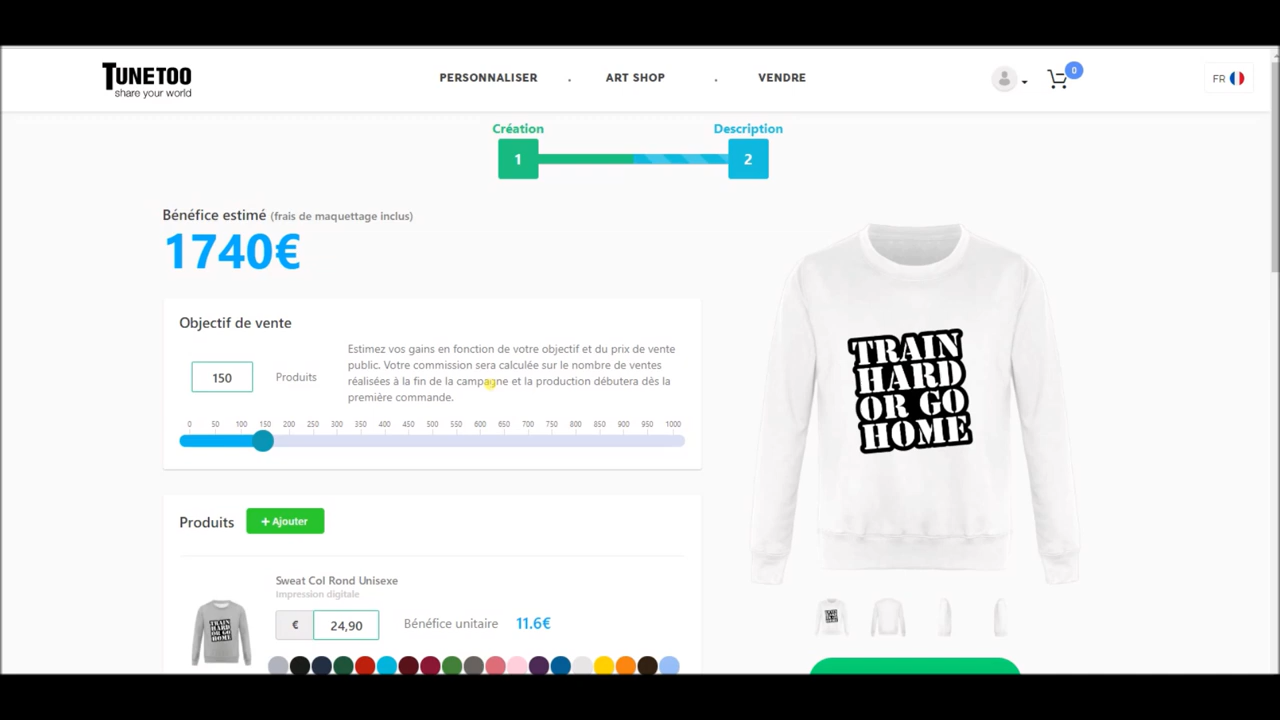 TUNETOO
share your world
PERSONNALISER . ART SHOP . VENDRE
0
FR
Création
Description
1
2
Bénéfice estimé (frais de maquettage inclus)
1740€
Objectif de vente
150
Produits
Estimez vos gains en fonction de votre objectif et du prix de vente
public. Votre commission sera calculée sur le nombre de ventes
réalisées à la fin de la campagne et la production débutera dès la
première commande.
0 50 100 150 200 250 300 350 400 450 500 550 600 650 700 750 800 850 900 950 1000
Produits
+ Ajouter
Sweat Col Rond Unisexe
Impression digitale
€ 24,90
Bénéfice unitaire 11.6€
TRAIN
HARD
OR GO
HOME
TRAIN
HARD
OR GO
HOME